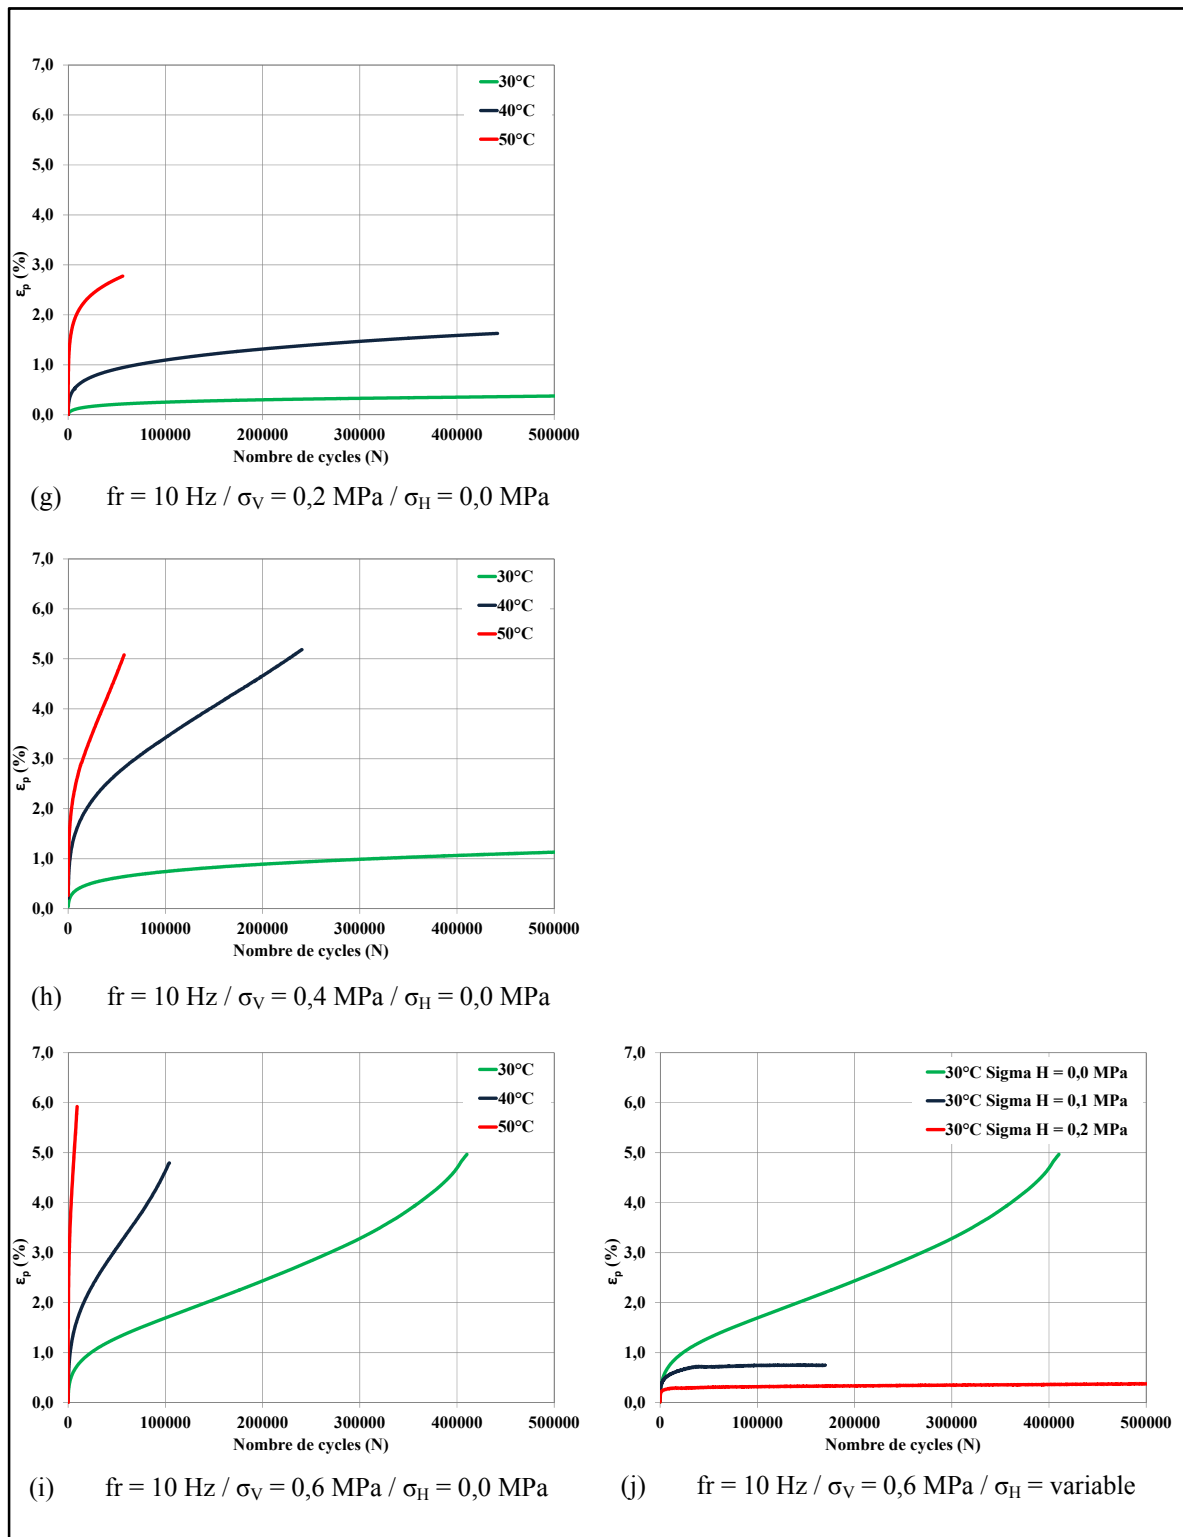 7,0
6,0
5,0
4,0
3,0
2,0
1,0
0,0
εp (%)
30°C
40°C
50°C
0 100000 200000 300000 400000 500000
Nombre de cycles (N)
(g) fr = 10 Hz / σV = 0,2 MPa / σH = 0,0 MPa
7,0
6,0
5,0
4,0
3,0
2,0
1,0
0,0
εp (%)
30°C
40°C
50°C
0 100000 200000 300000 400000 500000
Nombre de cycles (N)
(h) fr = 10 Hz / σV = 0,4 MPa / σH = 0,0 MPa
7,0
6,0
5,0
4,0
3,0
2,0
1,0
0,0
εp (%)
30°C
40°C
50°C
0 100000 200000 300000 400000 500000
Nombre de cycles (N)
(i) fr = 10 Hz / σV = 0,6 MPa / σH = 0,0 MPa
7,0
6,0
5,0
4,0
3,0
2,0
1,0
0,0
εp (%)
30°C Sigma H = 0,0 MPa
30°C Sigma H = 0,1 MPa
30°C Sigma H = 0,2 MPa
0 100000 200000 300000 400000 500000
Nombre de cycles (N)
(j) fr = 10 Hz / σV = 0,6 MPa / σH = variable